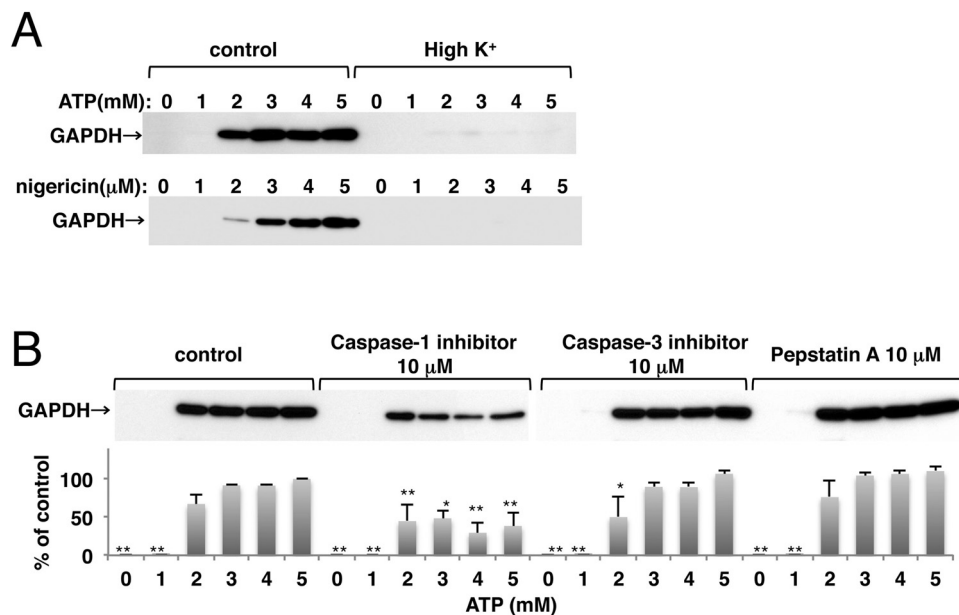 A
control High K⁺
ATP(mM): 0 1 2 3 4 5 0 1 2 3 4 5
GAPDH→
nigericin(μM): 0 1 2 3 4 5 0 1 2 3 4 5
GAPDH→
B
control Caspase-1 inhibitor 10 μM Caspase-3 inhibitor 10 μM Pepstatin A 10 μM
GAPDH→
% of control
100
50
0
** ** ** * ** ** ** ** ** ** * ** **
0 1 2 3 4 5 0 1 2 3 4 5 0 1 2 3 4 5 0 1 2 3 4 5
ATP (mM)